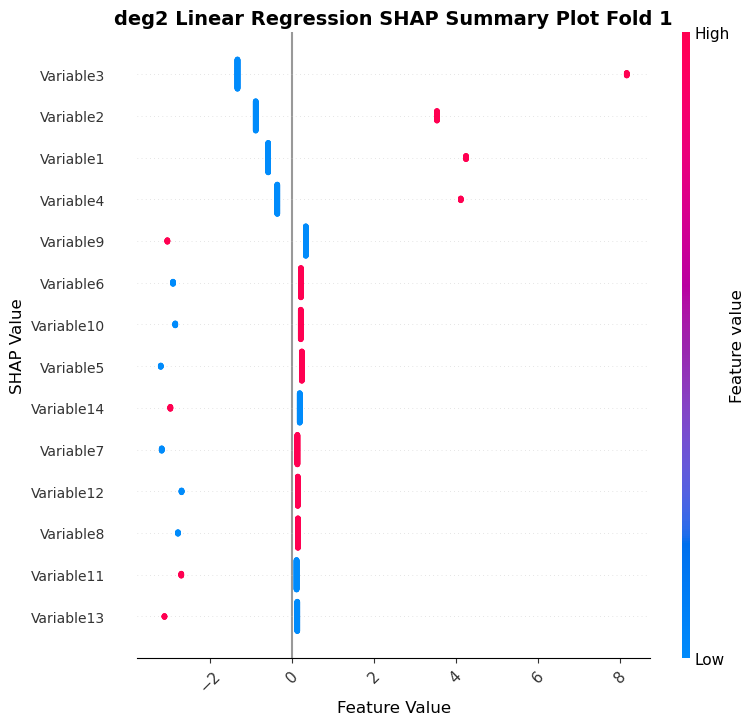 deg2 Linear Regression SHAP Summary Plot Fold 1
High
Variable3
Variable2
Variable1
Variable4
Variable9
Variable6
Variable10
Variable5
Variable14
Variable7
Variable12
Variable8
Variable11
Variable13
SHAP Value
Feature value
Low
−2
0
2
4
6
8
Feature Value